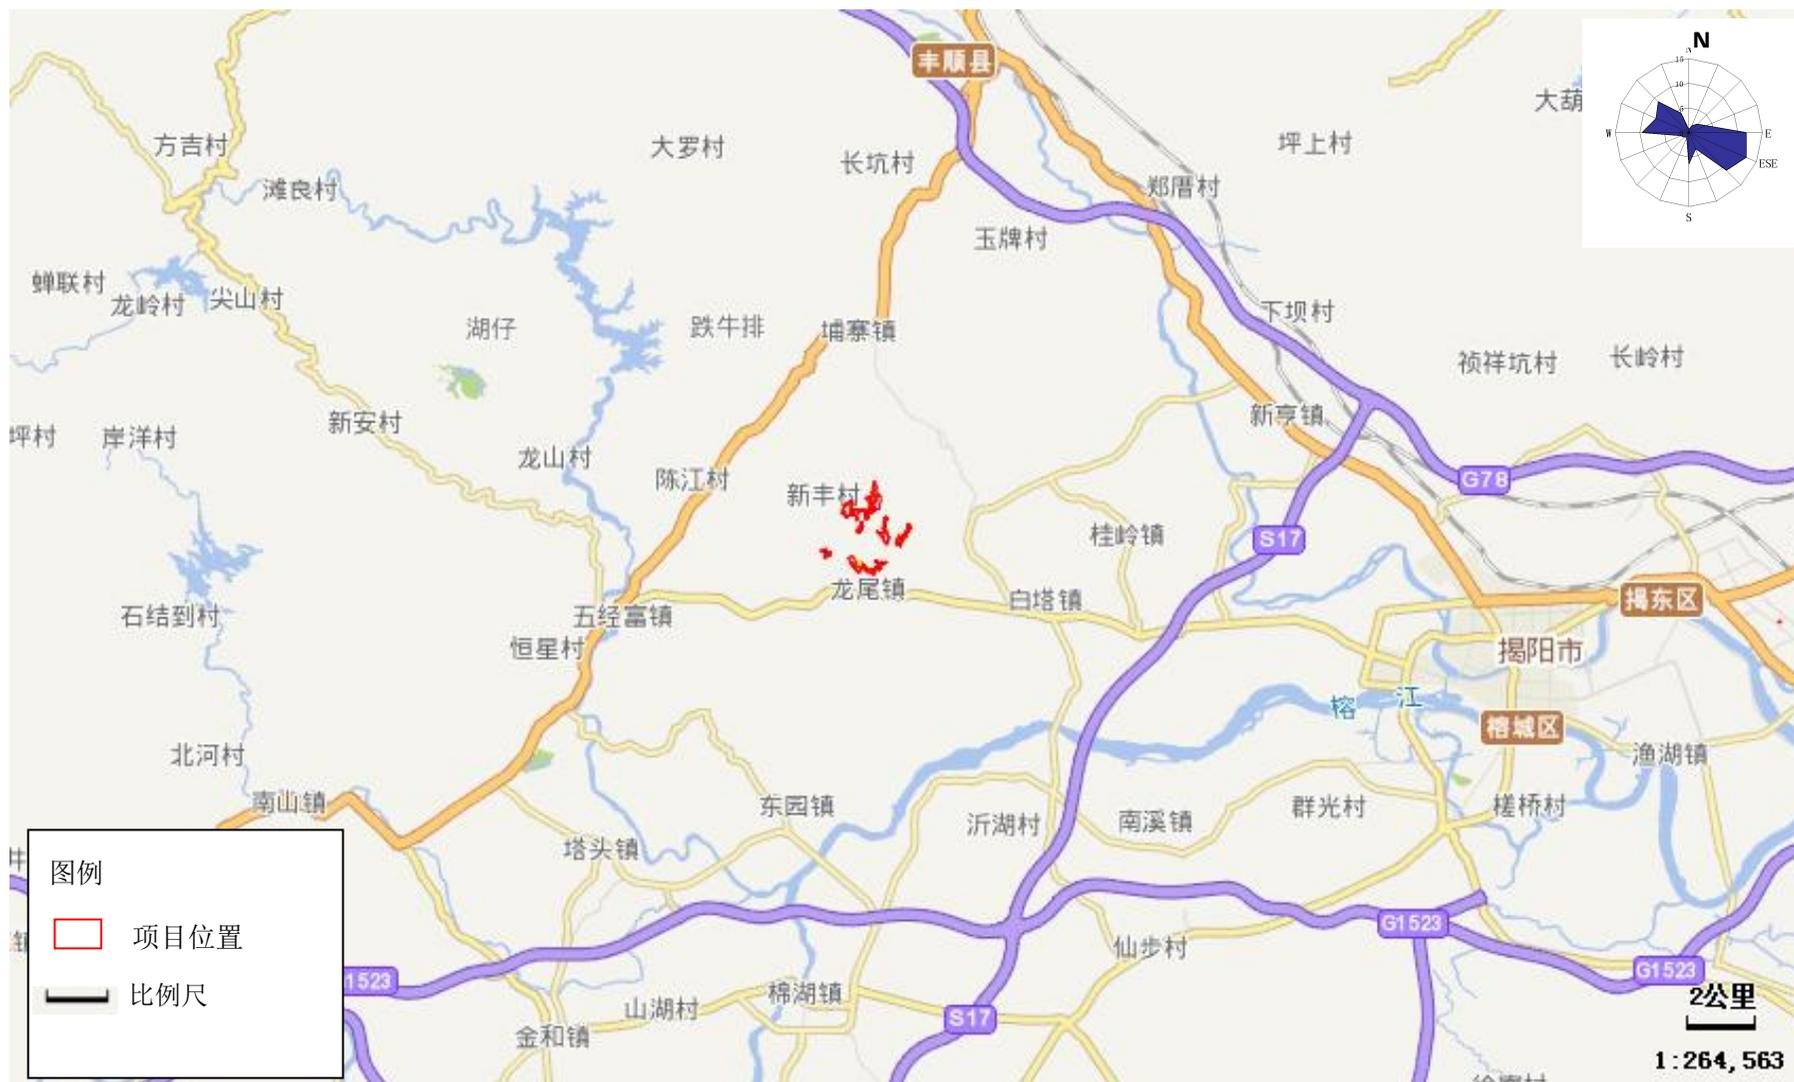 丰顺县
N
N
15
10
5
W
E
ESE
S
大葫
方吉村
大罗村
长坑村
坪上村
滩良村
郑厝村
玉牌村
蝉联村
龙岭村
尖山村
湖仔
跌牛排
埔寨镇
下坝村
祯祥坑村
长岭村
坪村
岸洋村
新安村
新亨镇
龙山村
陈江村
新丰村
G78
桂岭镇
S17
龙尾镇
白塔镇
揭东区
石结到村
五经富镇
恒星村
揭阳市
榕
江
榕城区
北河村
渔湖镇
南山镇
东园镇
沂湖村
南溪镇
群光村
槎桥村
塔头镇
井
图例
项目位置
比例尺
镇
1523
G1523
仙步村
G1523
山湖村
棉湖镇
S17
金和镇
2公里
1:264,563